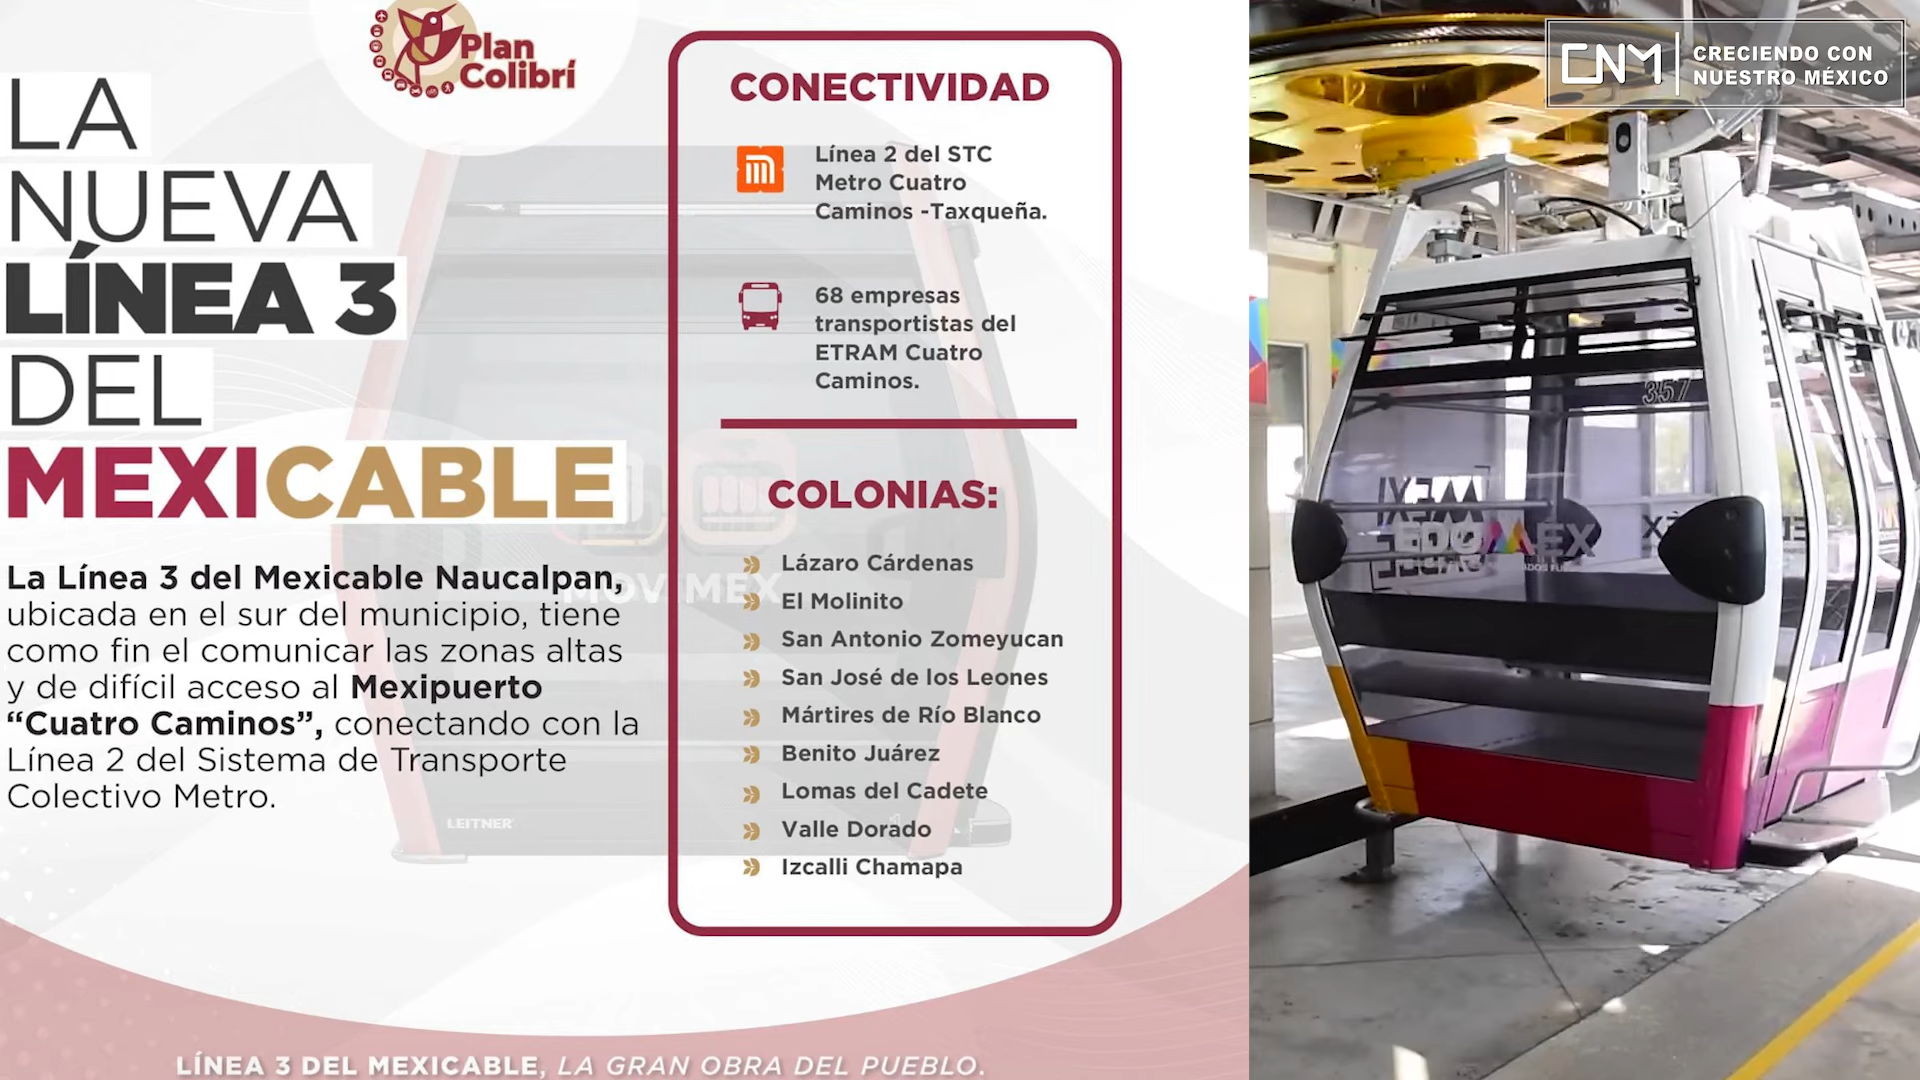 Plan
Colibrí
LA
NUEVA
LÍNEA 3
DEL
MEXICABLE
La Línea 3 del Mexicable Naucalpan,
ubicada en el sur del municipio, tiene
como fin el comunicar las zonas altas
y de difícil acceso al Mexipuerto
“Cuatro Caminos”, conectando con la
Línea 2 del Sistema de Transporte
Colectivo Metro.
LEITNER
MOVIMEX
CONECTIVIDAD
Línea 2 del STC
Metro Cuatro
Caminos -Taxqueña.
68 empresas
transportistas del
ETRAM Cuatro
Caminos.
COLONIAS:
Lázaro Cárdenas
El Molinito
San Antonio Zomeyucan
San José de los Leones
Mártires de Río Blanco
Benito Juárez
Lomas del Cadete
Valle Dorado
Izcalli Chamapa
LÍNEA 3 DEL MEXICABLE, LA GRAN OBRA DEL PUEBLO.
CNM
CRECIENDO CON
NUESTRO MÉXICO
357
EDOMEX